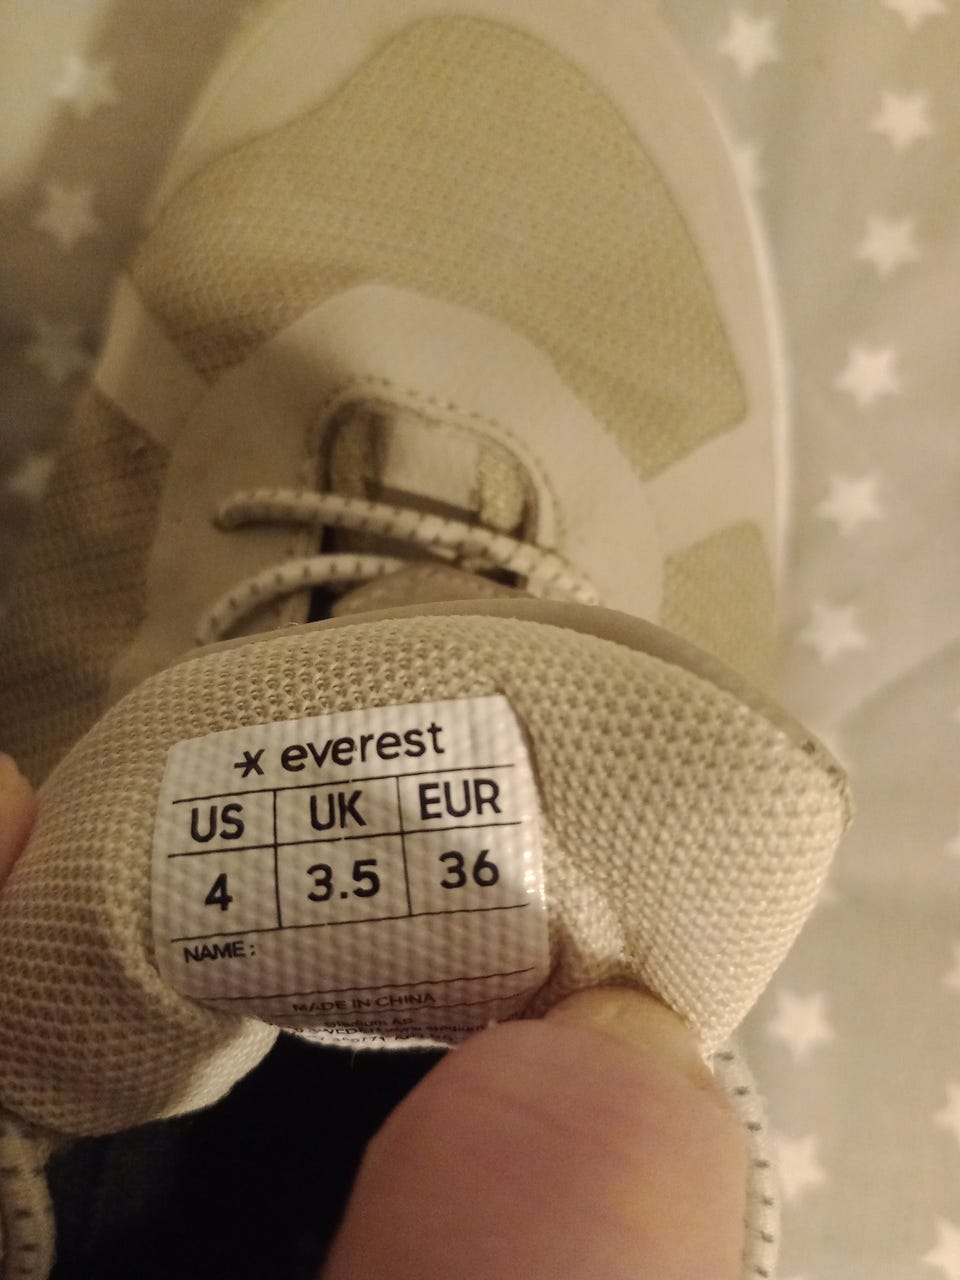 everest
US UK EUR
4 3.5 36
NAME:
MADE IN CHINA